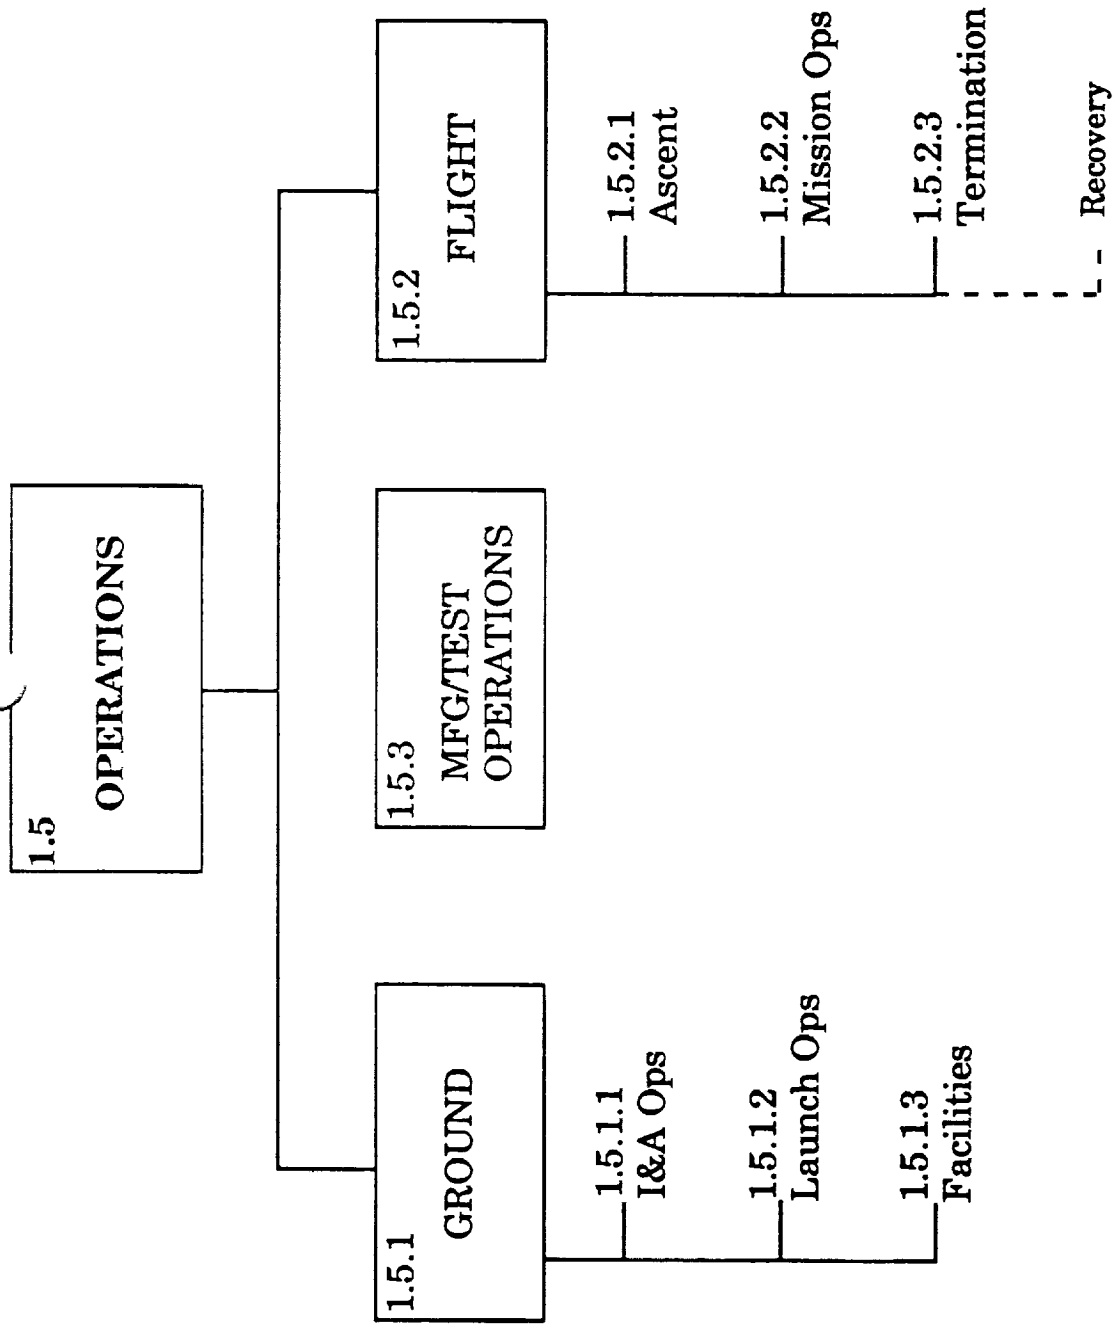 1.5
OPERATIONS
1.5.1
GROUND
1.5.1.1
I&A Ops
1.5.1.2
Launch Ops
1.5.1.3
Facilities
1.5.3
MFG/TEST
OPERATIONS
1.5.2
FLIGHT
1.5.2.1
Ascent
1.5.2.2
Mission Ops
1.5.2.3
Termination
Recovery